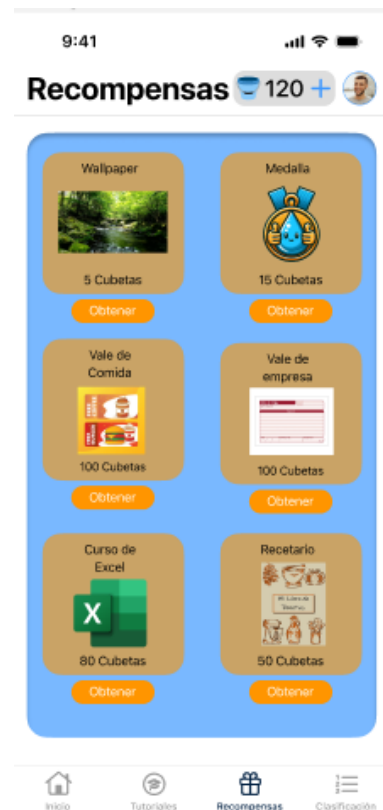 9:41
Recompensas 120 +
Wallpaper
5 Cubetas
Obtener
Medalla
15 Cubetas
Obtener
Vale de
Comida
100 Cubetas
Obtener
Vale de
empresa
100 Cubetas
Obtener
Curso de
Excel
X
80 Cubetas
Obtener
Recetario
50 Cubetas
Obtener
Inicio
Tutoriales
Recompensas
Clasificación